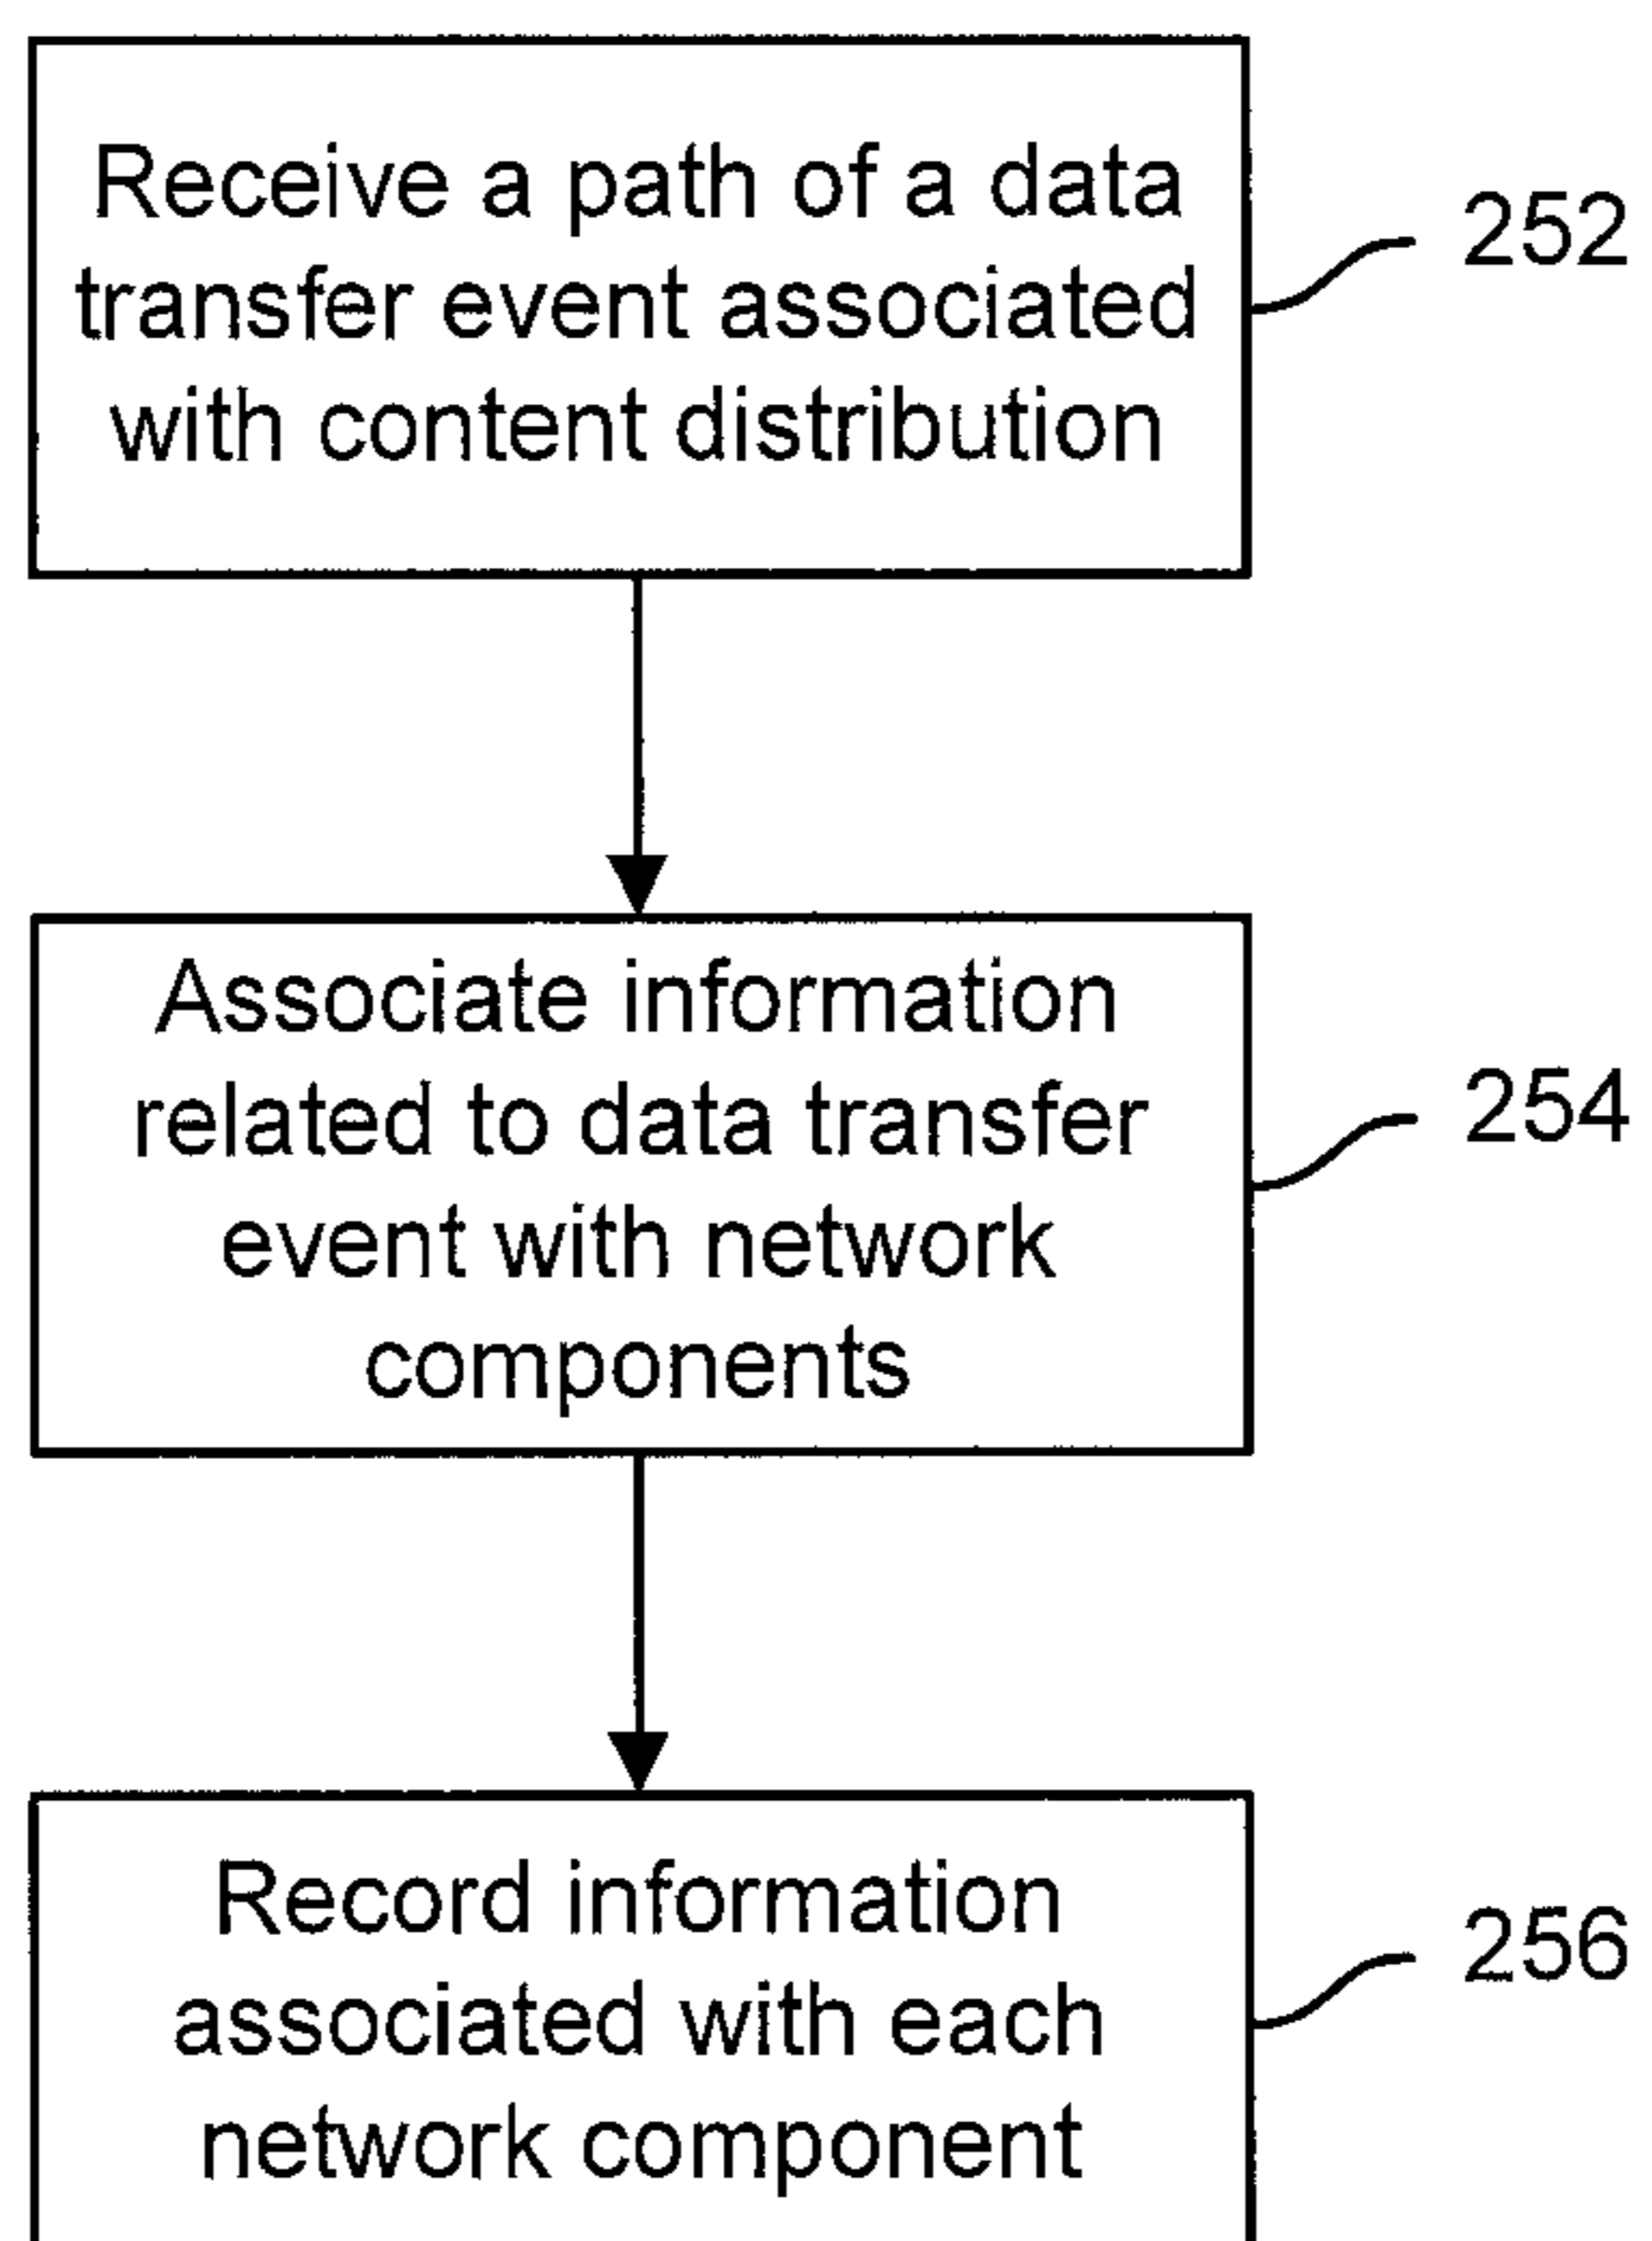 Receive a path of a data
transfer event associated
with content distribution
252
Associate information
related to data transfer
event with network
components
254
Record information
associated with each
network component
256